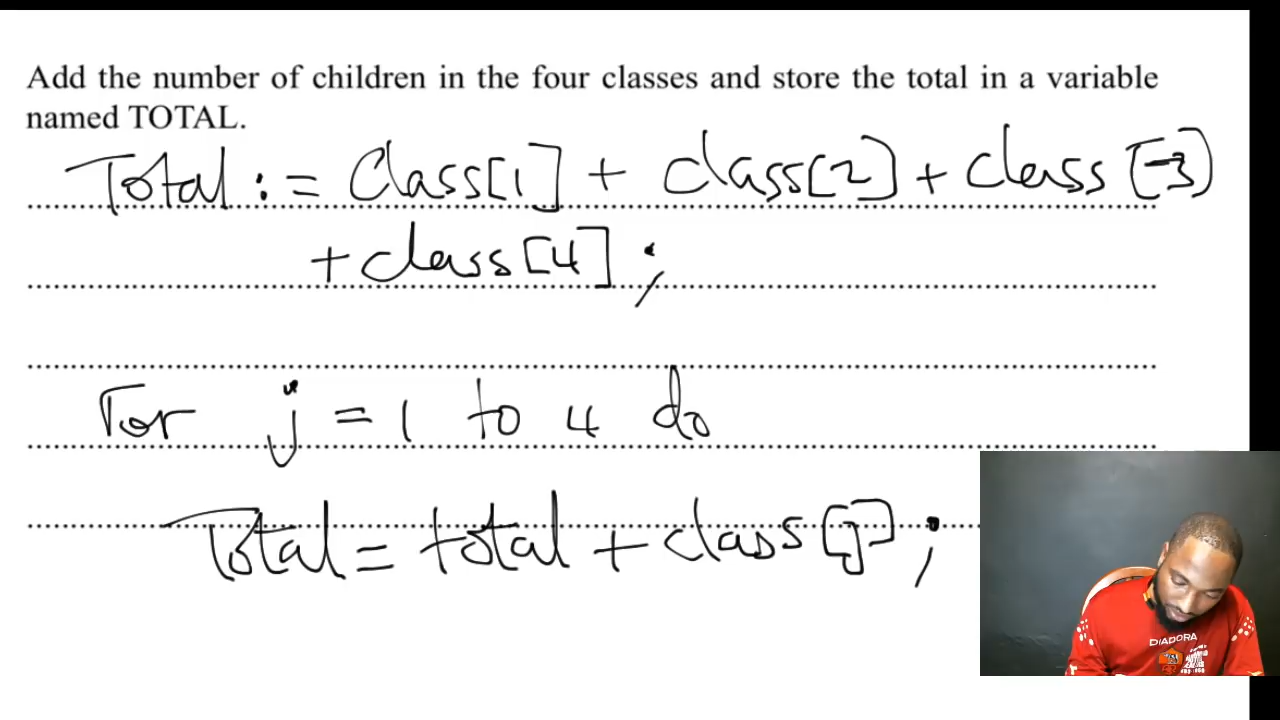 Add the number of children in the four classes and store the total in a variable
named TOTAL.
Total := Class[1] + class[2] + class [3]
+ class[4] ;
For j = 1 to 4 do
Total = total + class[j] ;
DIADORA